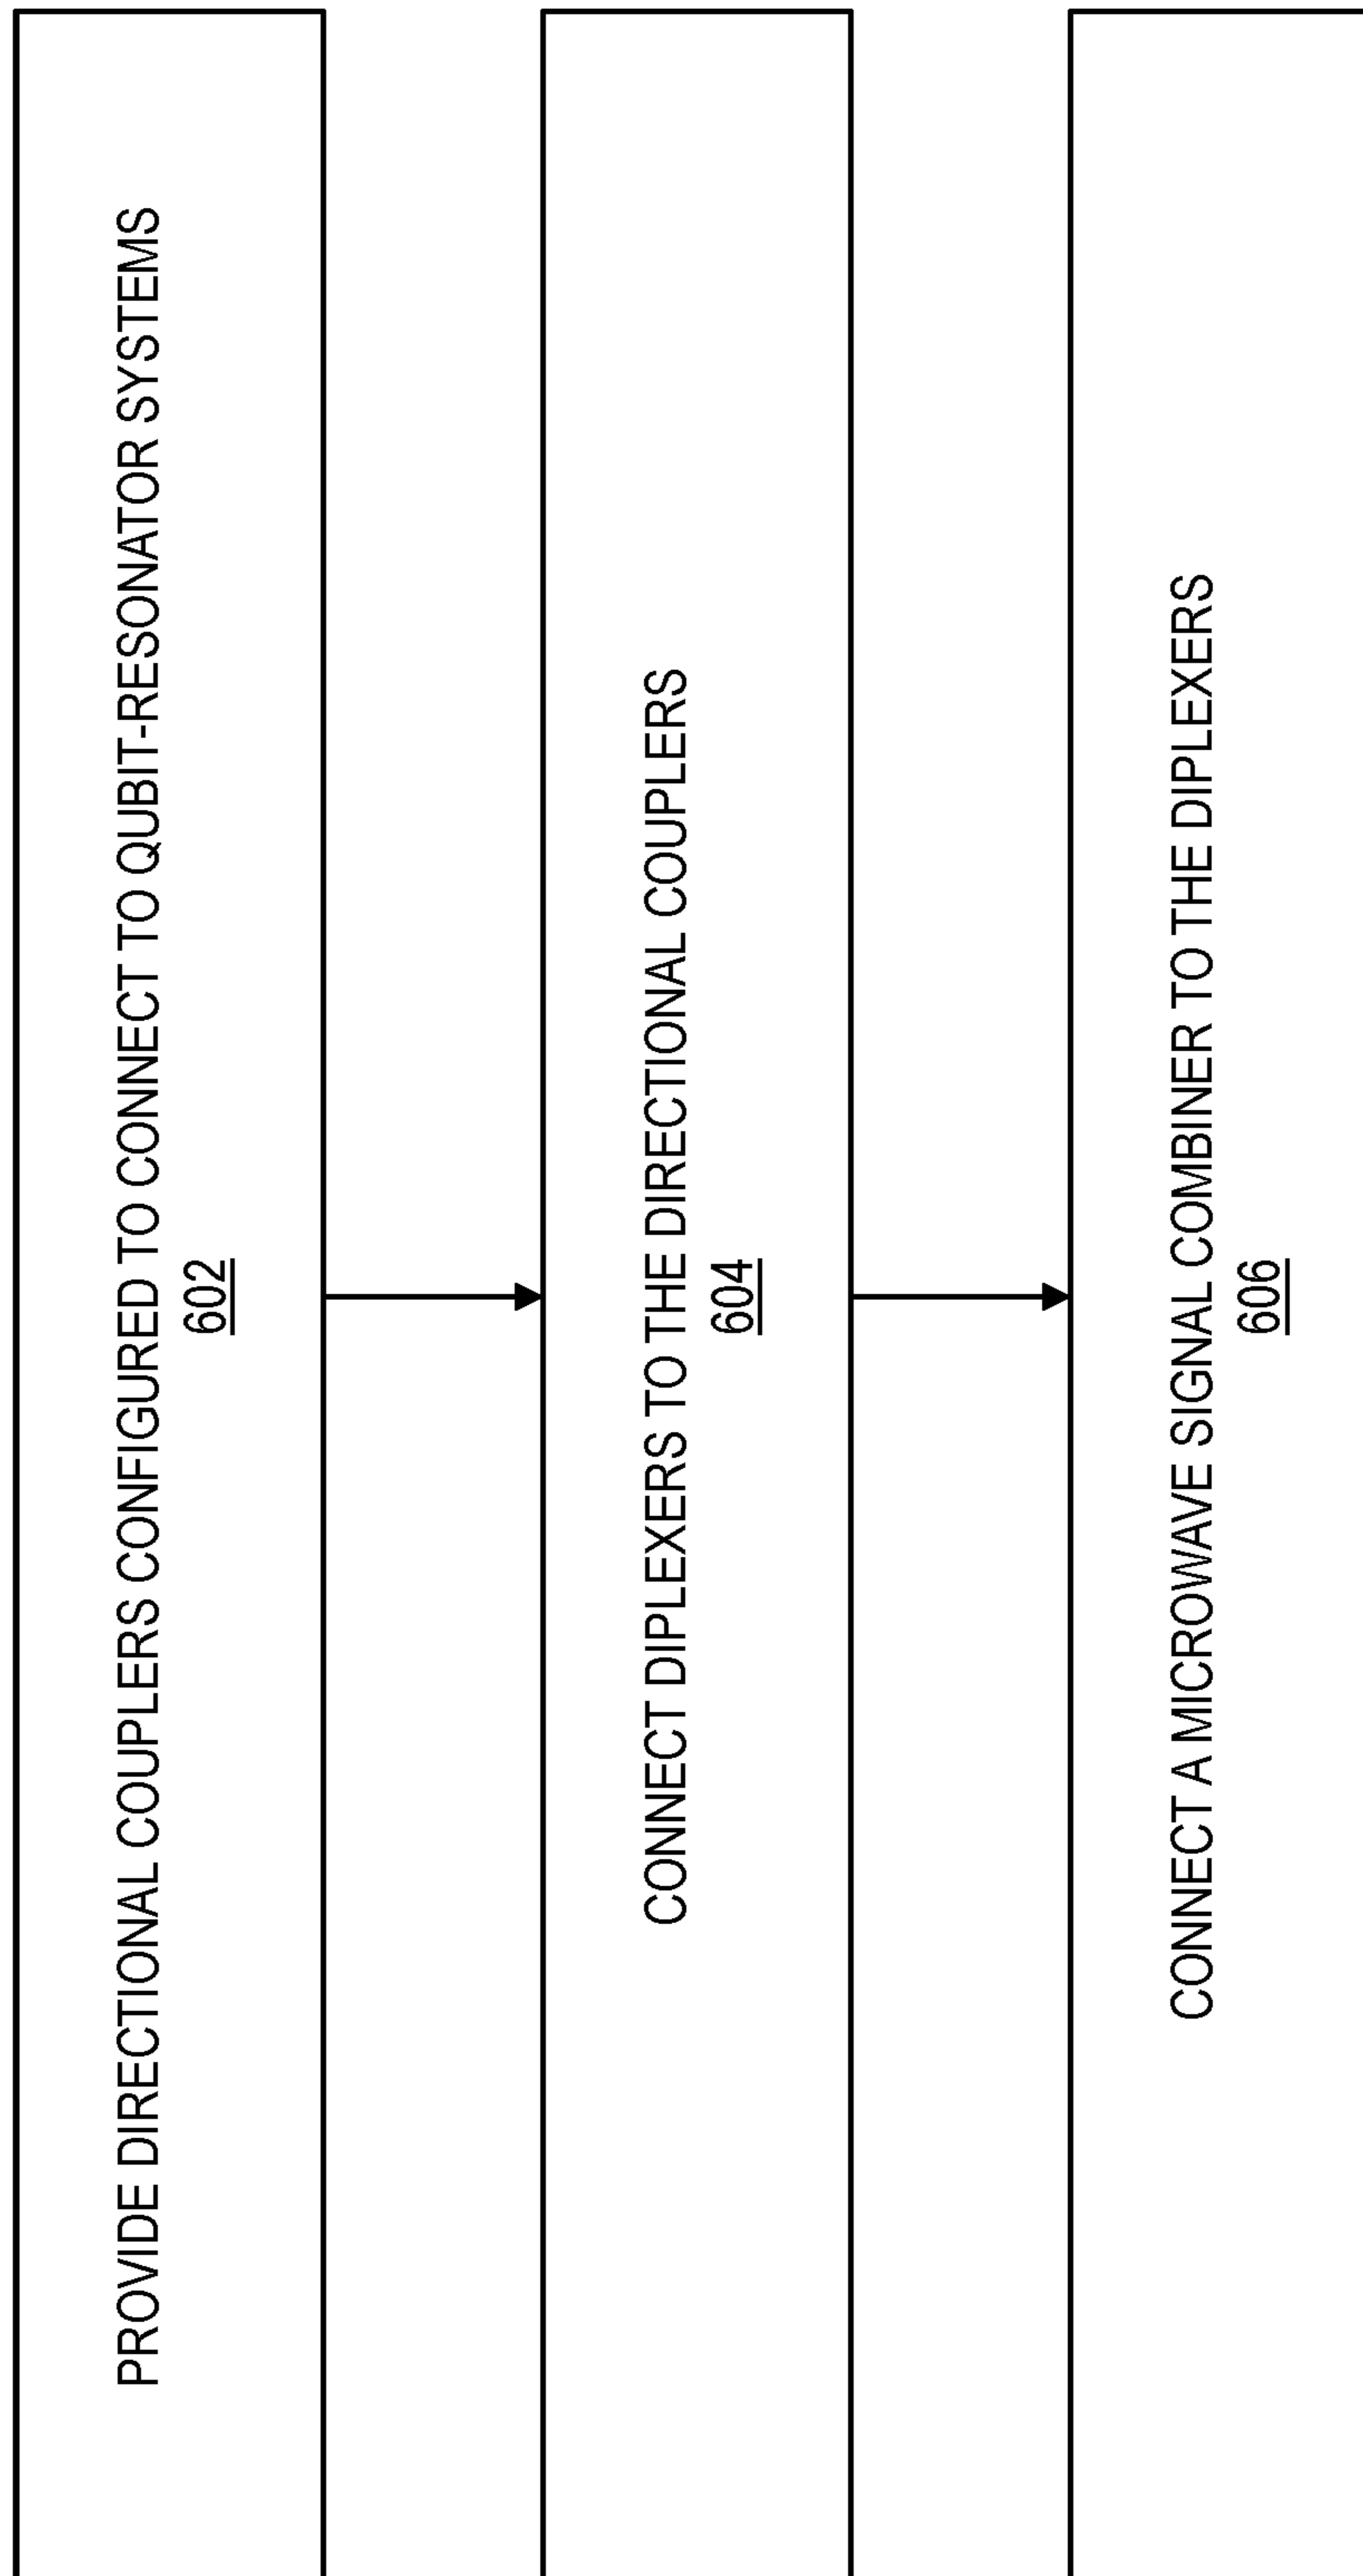 PROVIDE DIRECTIONAL COUPLERS CONFIGURED TO CONNECT TO QUBIT-RESONATOR SYSTEMS
602
CONNECT DIPLEXERS TO THE DIRECTIONAL COUPLERS
604
CONNECT A MICROWAVE SIGNAL COMBINER TO THE DIPLEXERS
606